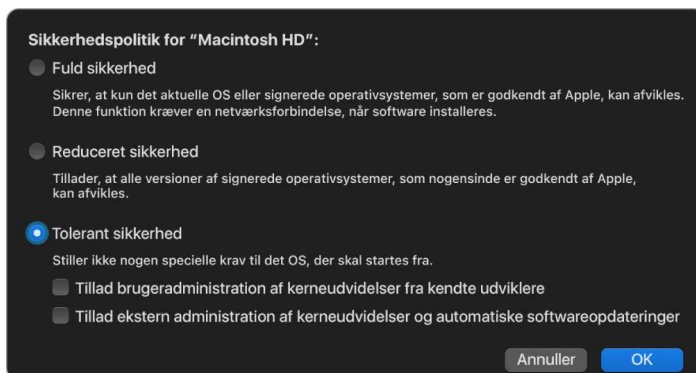 Sikkerhedspolitik for “Macintosh HD”:
Fuld sikkerhed
Sikrer, at kun det aktuelle OS eller signerede operativsystemer, som er godkendt af Apple, kan afvikles.
Denne funktion kræver en netværksforbindelse, når software installeres.
Reduceret sikkerhed
Tillader, at alle versioner af signerede operativsystemer, som nogensinde er godkendt af Apple,
kan afvikles.
Tolerant sikkerhed
Stiller ikke nogen specielle krav til det OS, der skal startes fra.
Tillad brugeradministration af kerneudvidelser fra kendte udviklere
Tillad ekstern administration af kerneudvidelser og automatiske softwareopdateringer
Annuller OK